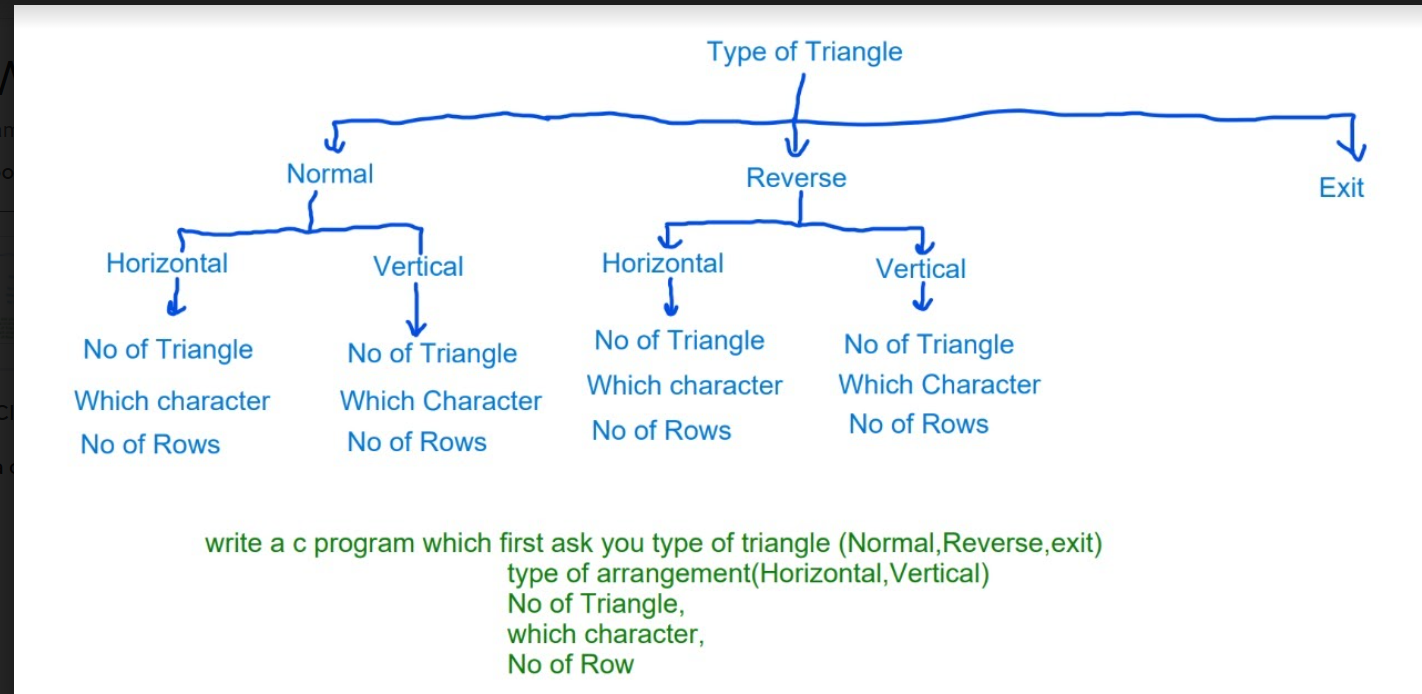 Type of Triangle
Normal
Reverse
Exit
Horizontal
Vertical
Horizontal
Vertical
No of Triangle
Which character
No of Rows
No of Triangle
Which Character
No of Rows
No of Triangle
Which character
No of Rows
No of Triangle
Which Character
No of Rows
write a c program which first ask you type of triangle (Normal,Reverse,exit)
type of arrangement(Horizontal,Vertical)
No of Triangle,
which character,
No of Row